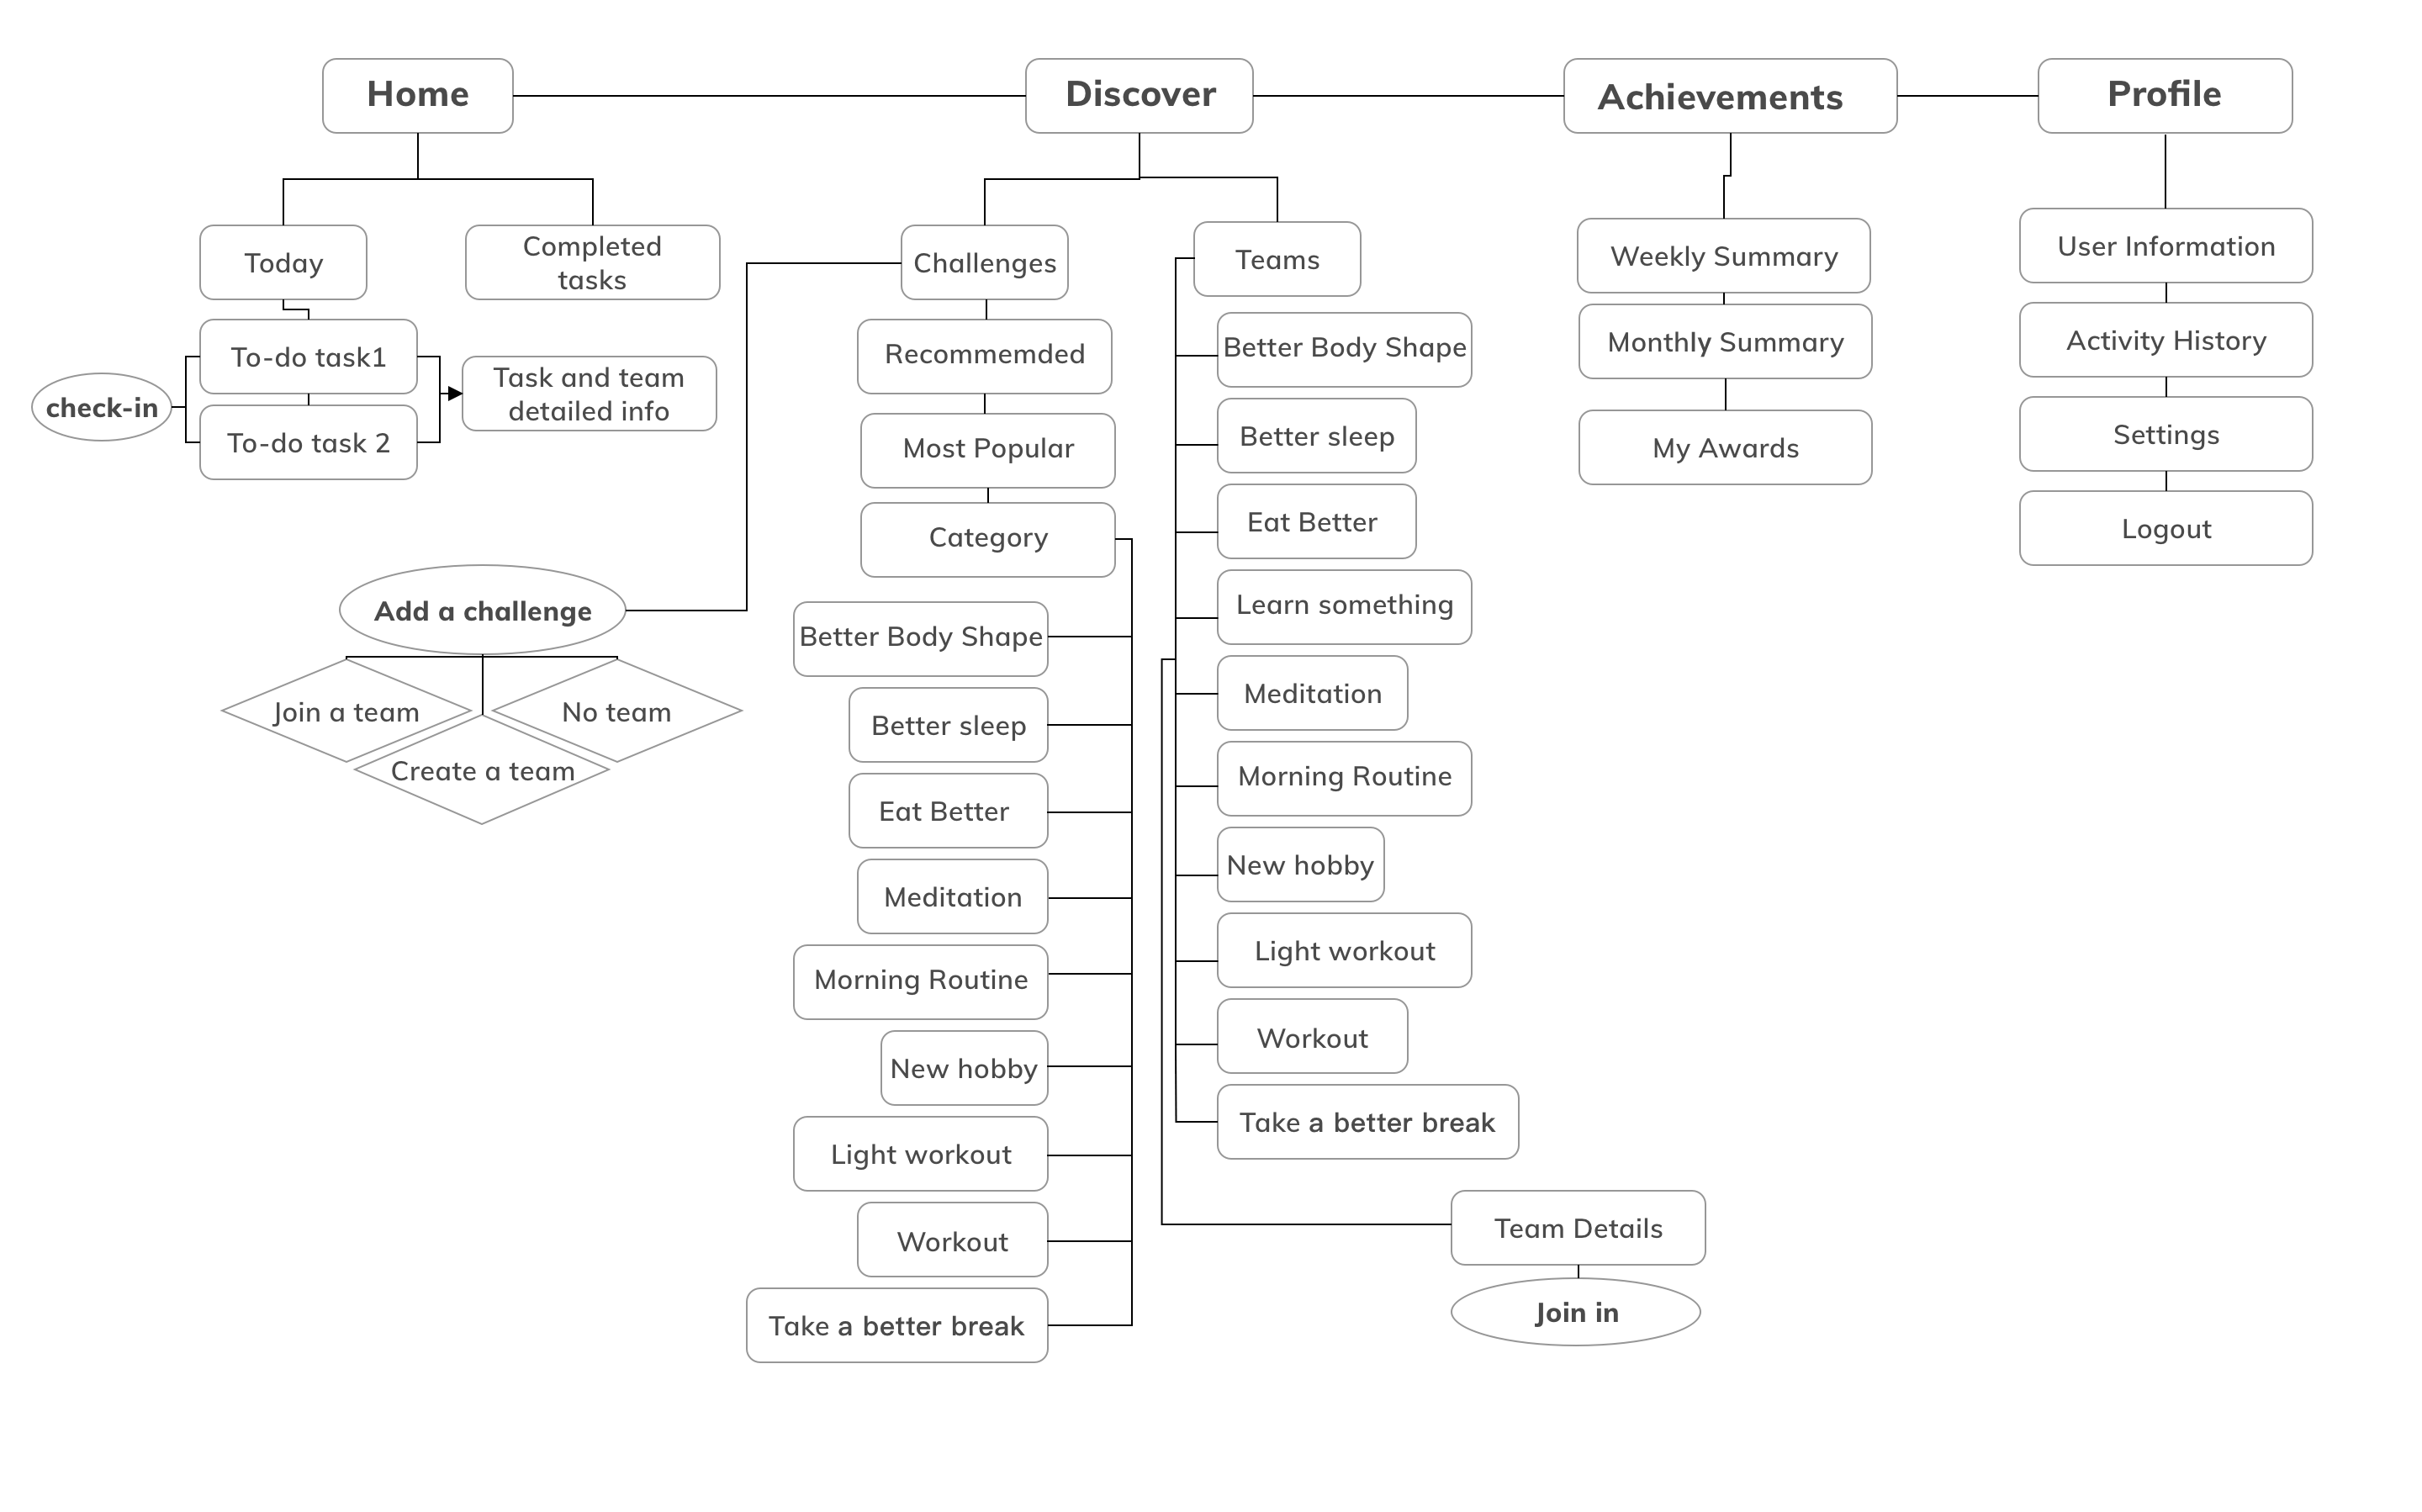 Home
Discover
Achievements
Profile
Today
Completed
tasks
To-do task1
To-do task 2
check-in
Task and team
detailed info
Challenges
Recommemded
Most Popular
Category
Add a challenge
Join a team
No team
Create a team
Better Body Shape
Better sleep
Eat Better
Meditation
Morning Routine
New hobby
Light workout
Workout
Take a better break
Teams
Better Body Shape
Better sleep
Eat Better
Learn something
Meditation
Morning Routine
New hobby
Light workout
Workout
Take a better break
Team Details
Join in
Weekly Summary
Monthly Summary
My Awards
User Information
Activity History
Settings
Logout